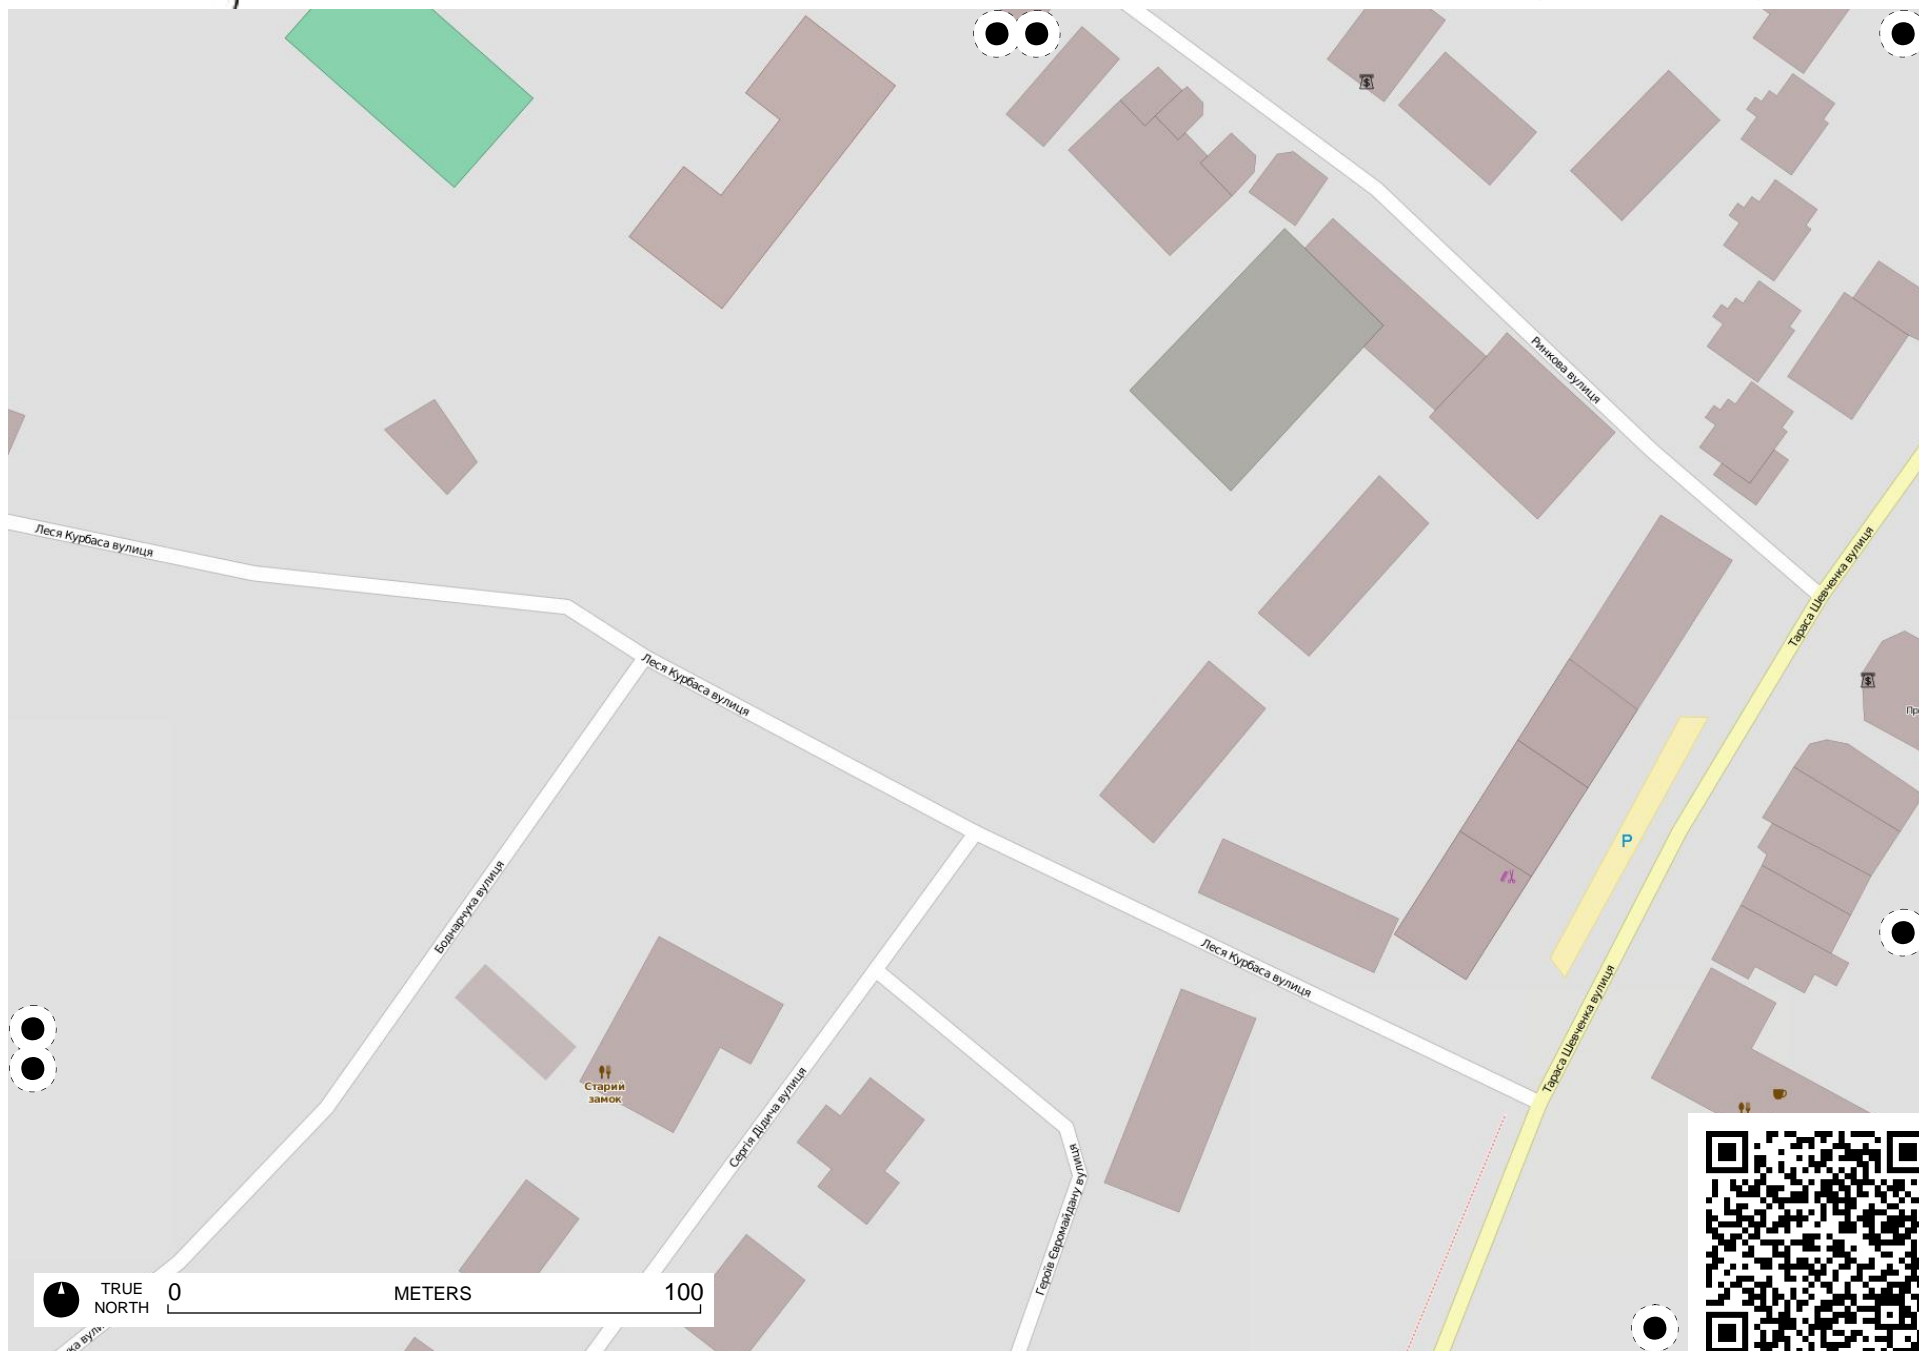 Ринкова вулиця
Леся Курбаса вулиця
Тараса Шевченка вулиця
Леся Курбаса вулиця
P
Боднарчука вулиця
Леся Курбаса вулиця
Тараса Шевченка вулиця
Старий
замок
Сергія Дідича вулиця
Героїв Євромайдану вулиця
TRUE
NORTH
0 METERS 100